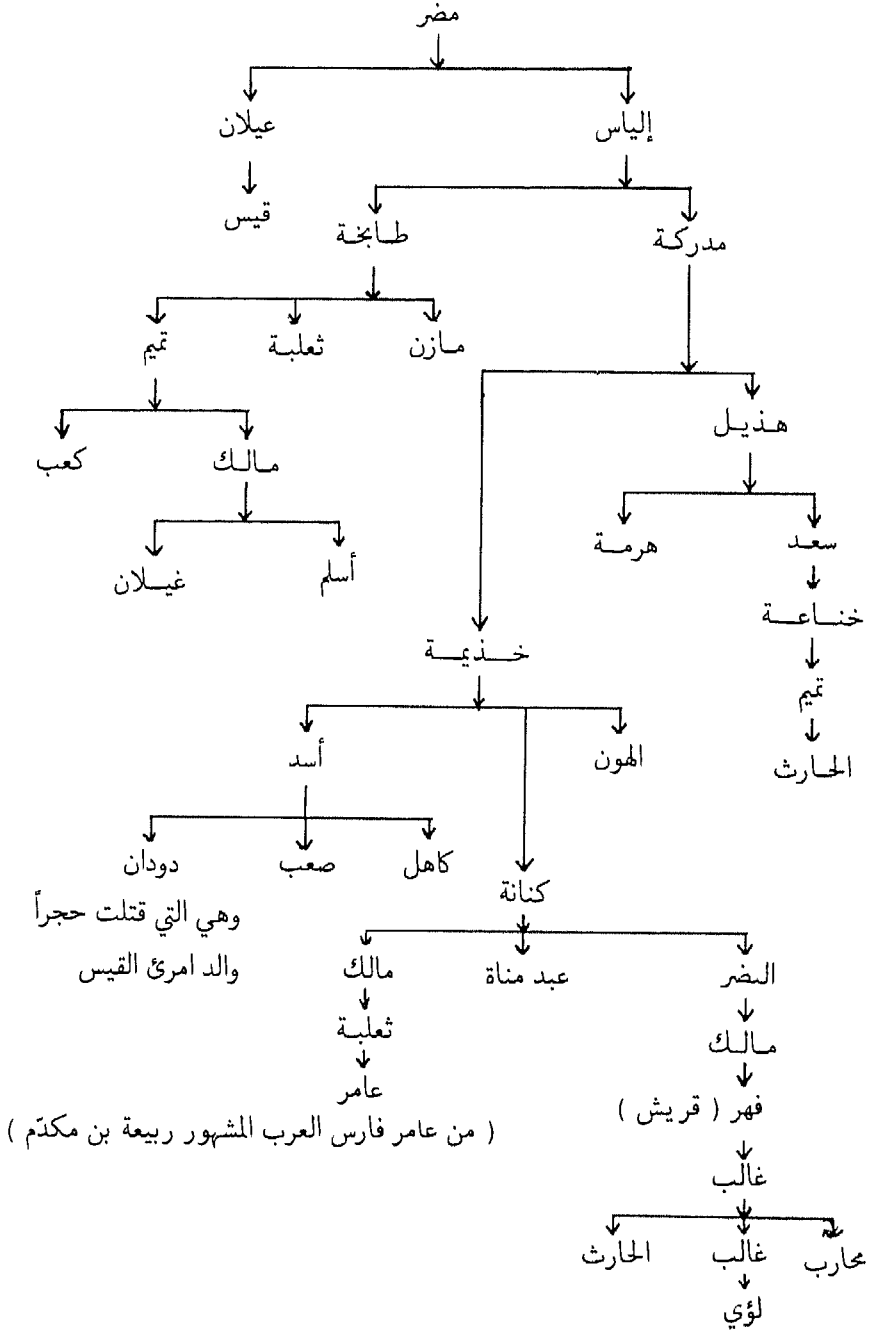 مضر
إلياس
عيلان
قيس
مدركة
طابخة
مازن
ثعلبة
تميم
هذيل
مالك
كعب
سعد
هرمة
أسلم
غيلان
خناعة
خذيمة
تميم
الهون
أسد
الحارث
كاهل
صعب
دودان
كنانة
وهي التي قتلت حجراً
والد امرئ القيس
النضر
عبد مناة
مالك
مالك
ثعلبة
عامر
فهر ( قريش )
( من عامر فارس العرب المشهور ربيعة بن مكدّم )
غالب
محارب
غالب
الحارث
لؤي